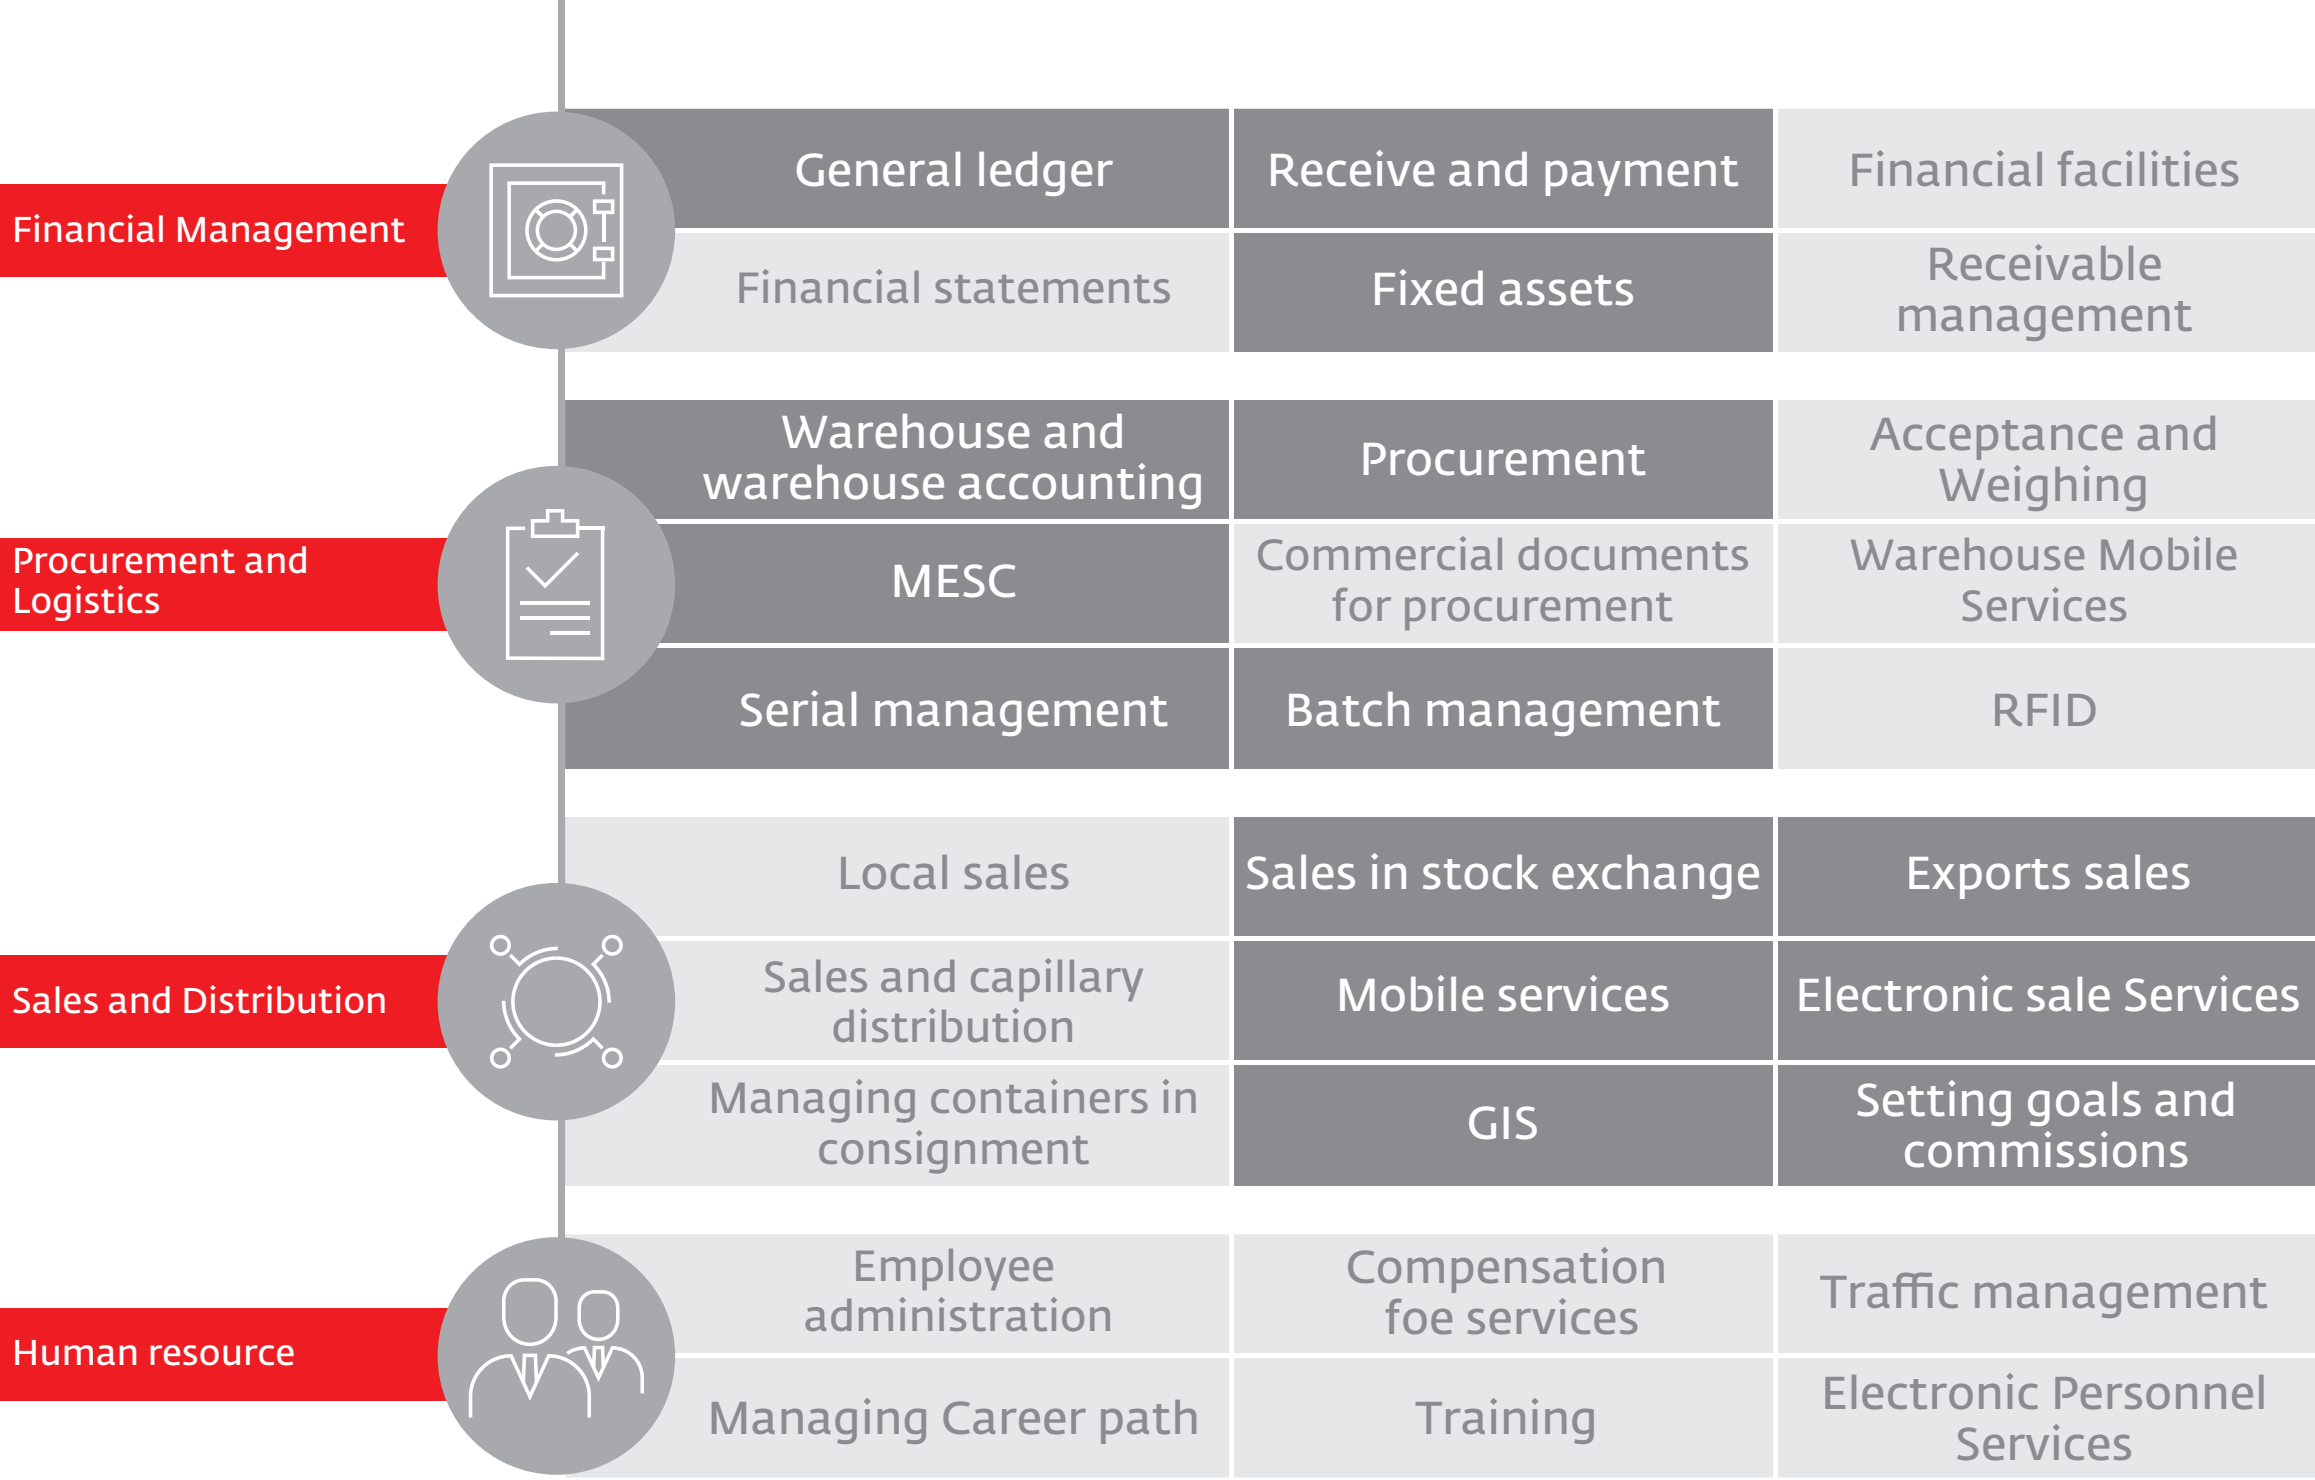 Financial Management
General ledger
Receive and payment
Financial facilities
Financial statements
Fixed assets
Receivable
management
Procurement and
Logistics
Warehouse and
warehouse accounting
Procurement
Acceptance and
Weighing
MESC
Commercial documents
for procurement
Warehouse Mobile
Services
Serial management
Batch management
RFID
Sales and Distribution
Local sales
Sales in stock exchange
Exports sales
Sales and capillary
distribution
Mobile services
Electronic sale Services
Managing containers in
consignment
GIS
Setting goals and
commissions
Human resource
Employee
administration
Compensation
foe services
Traffic management
Managing Career path
Training
Electronic Personnel
Services